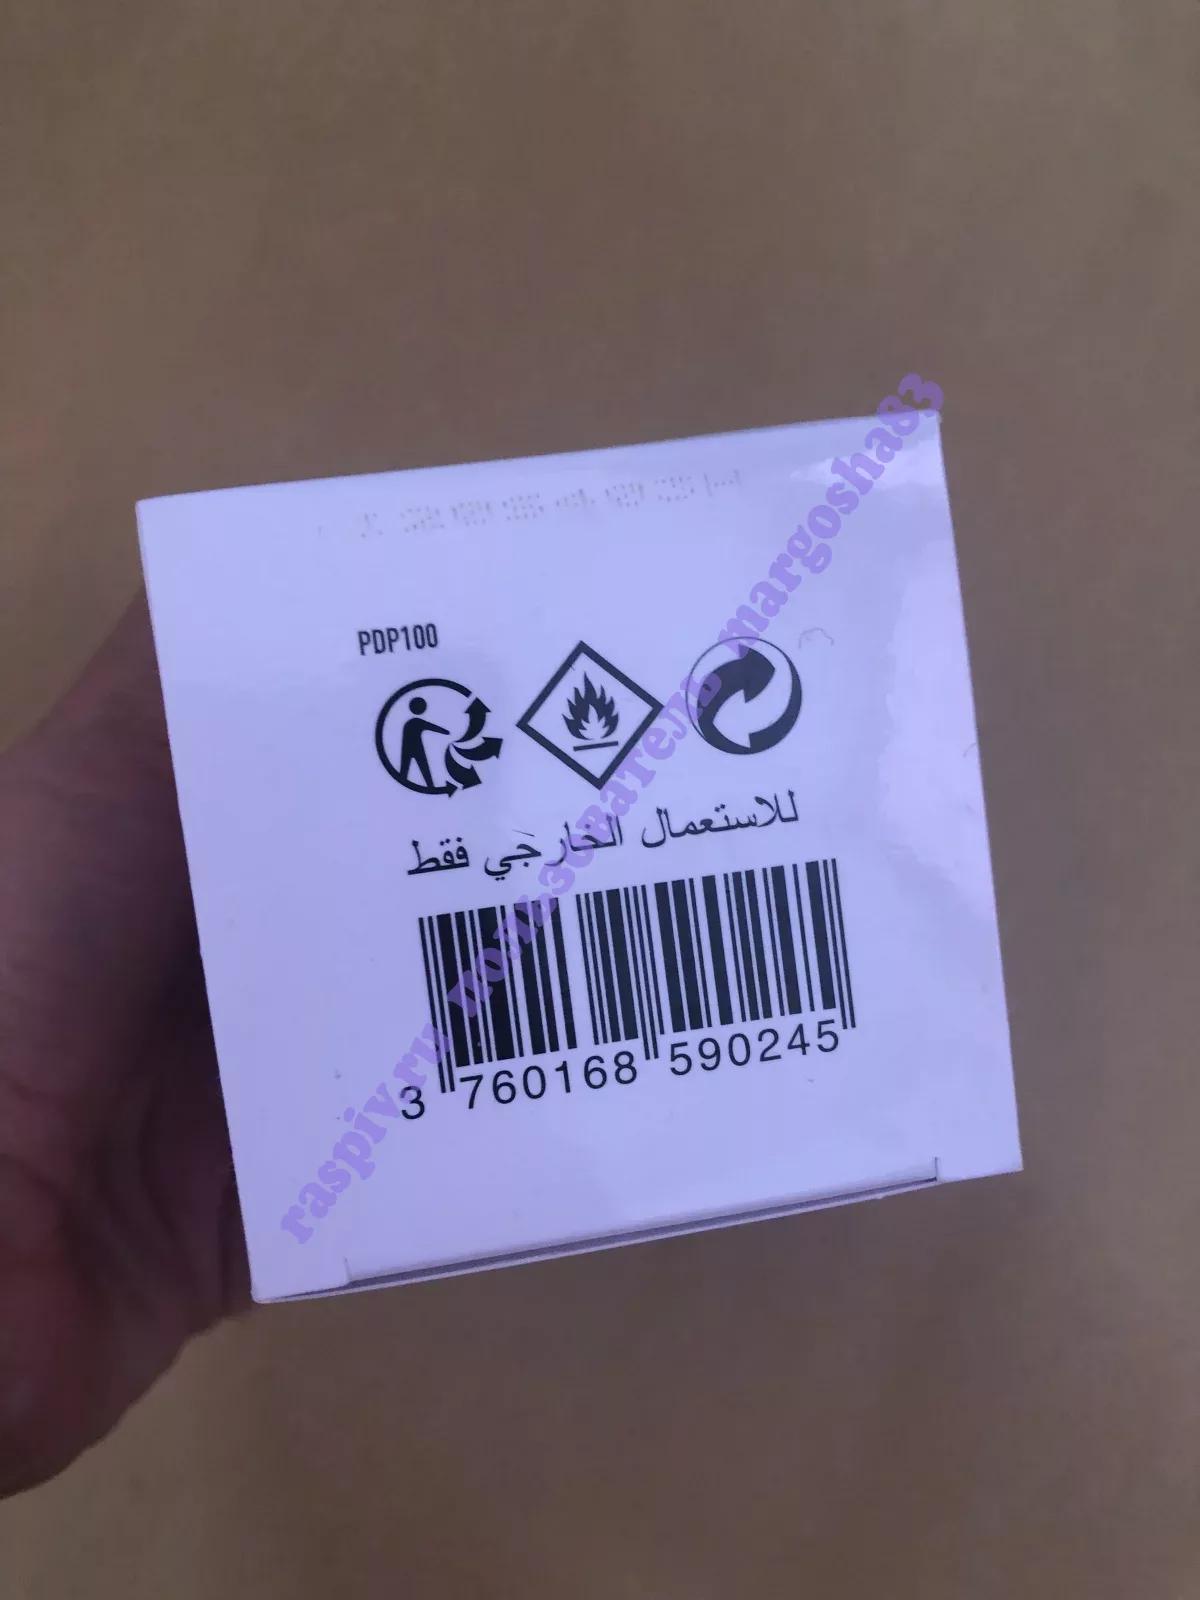 PDP100
للاستعمال الخارجي فقط
3 760168 590245
raspiv.ru пользователь margosha83